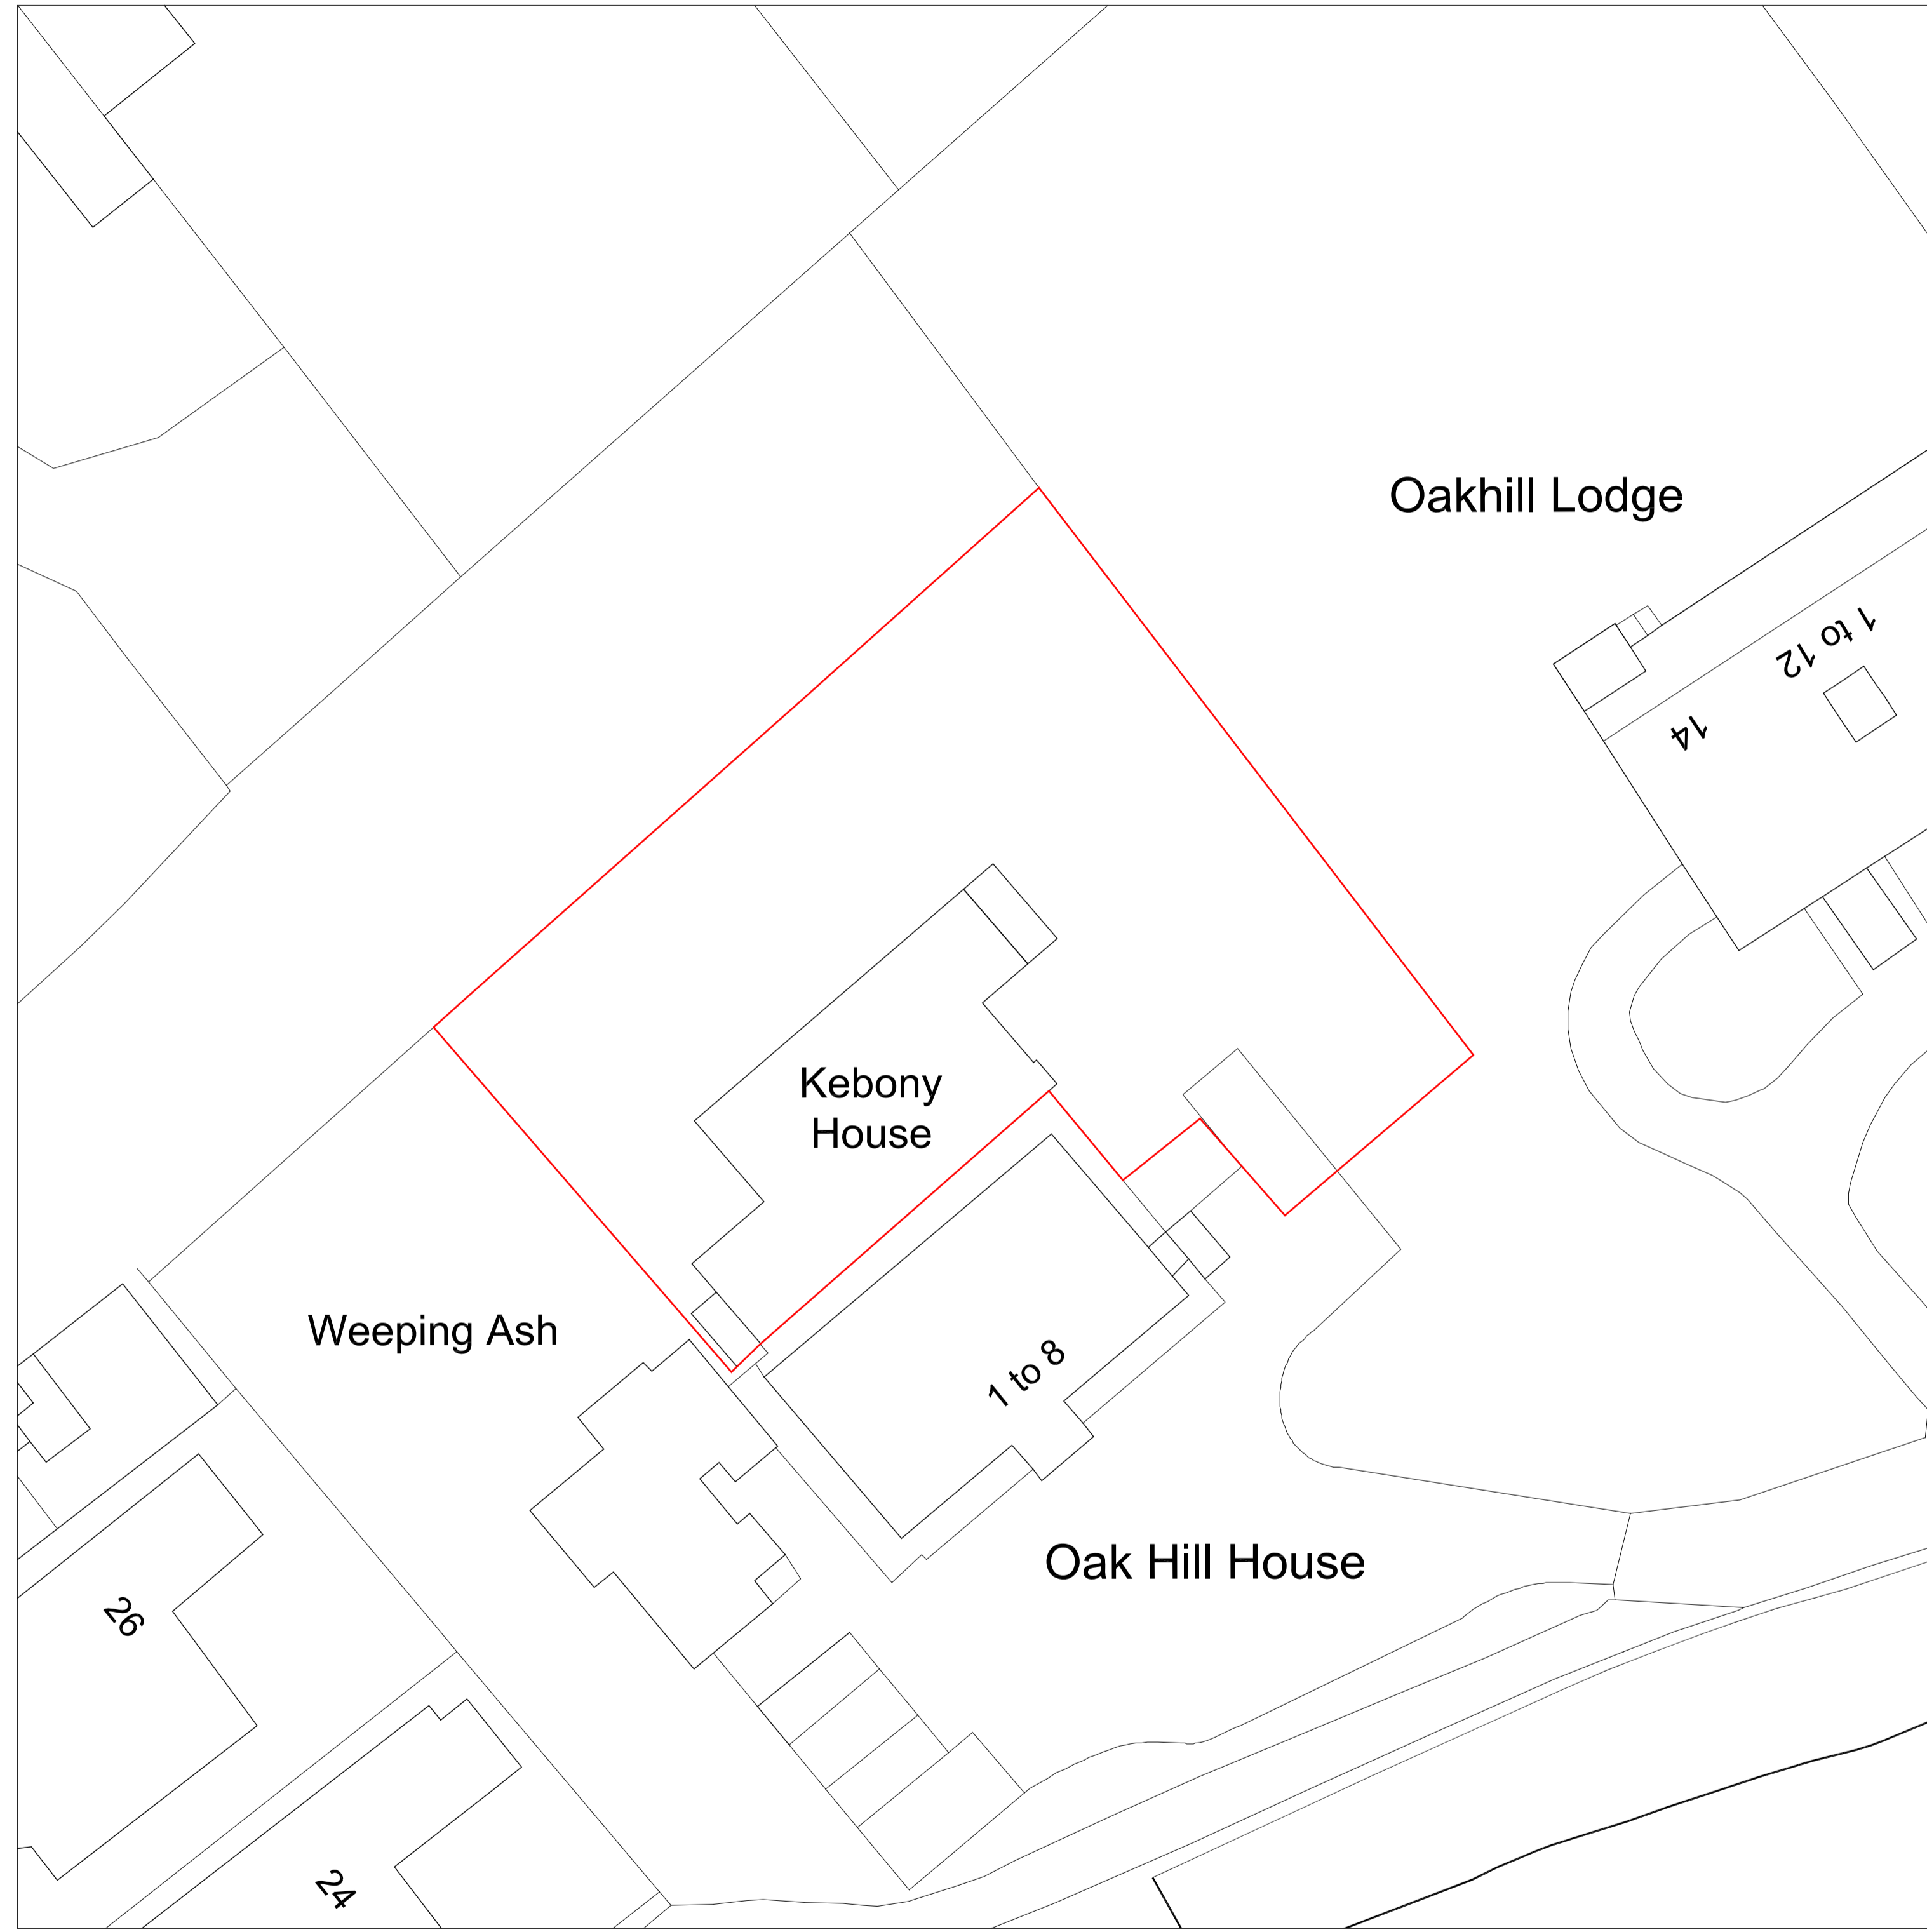 Oakhill Lodge
1 to 12
14
Kebony
House
Weeping Ash
1 to 8
Oak Hill House
26
24